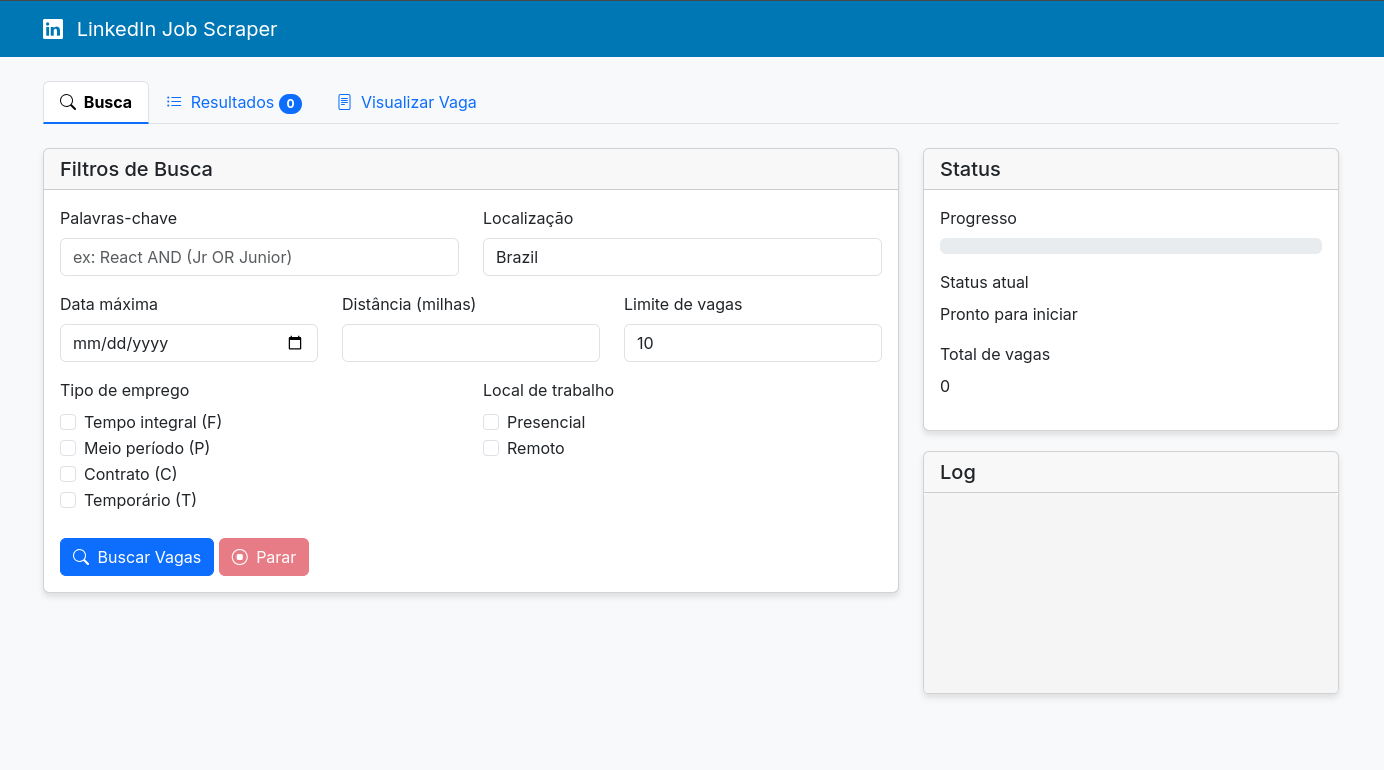 LinkedIn Job Scraper
Busca
Resultados 0
Visualizar Vaga
Filtros de Busca
Palavras-chave
ex: React AND (Jr OR Junior)
Localização
Brazil
Data máxima
mm/dd/yyyy
Distância (milhas)
Limite de vagas
10
Tipo de emprego
Tempo integral (F)
Meio período (P)
Contrato (C)
Temporário (T)
Local de trabalho
Presencial
Remoto
Buscar Vagas
Parar
Status
Progresso
Status atual
Pronto para iniciar
Total de vagas
0
Log